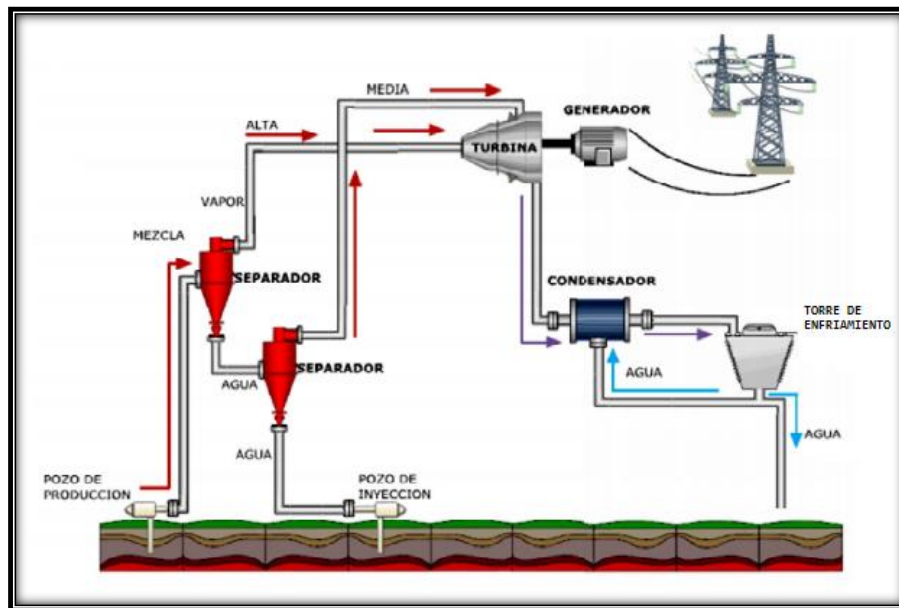 MEDIA
ALTA
GENERADOR
TURBINA
VAPOR
MEZCLA
SEPARADOR
CONDENSADOR
TORRE DE
ENFRIAMIENTO
SEPARADOR
AGUA
AGUA
AGUA
AGUA
POZO DE
PRODUCCION
POZO DE
INYECCION